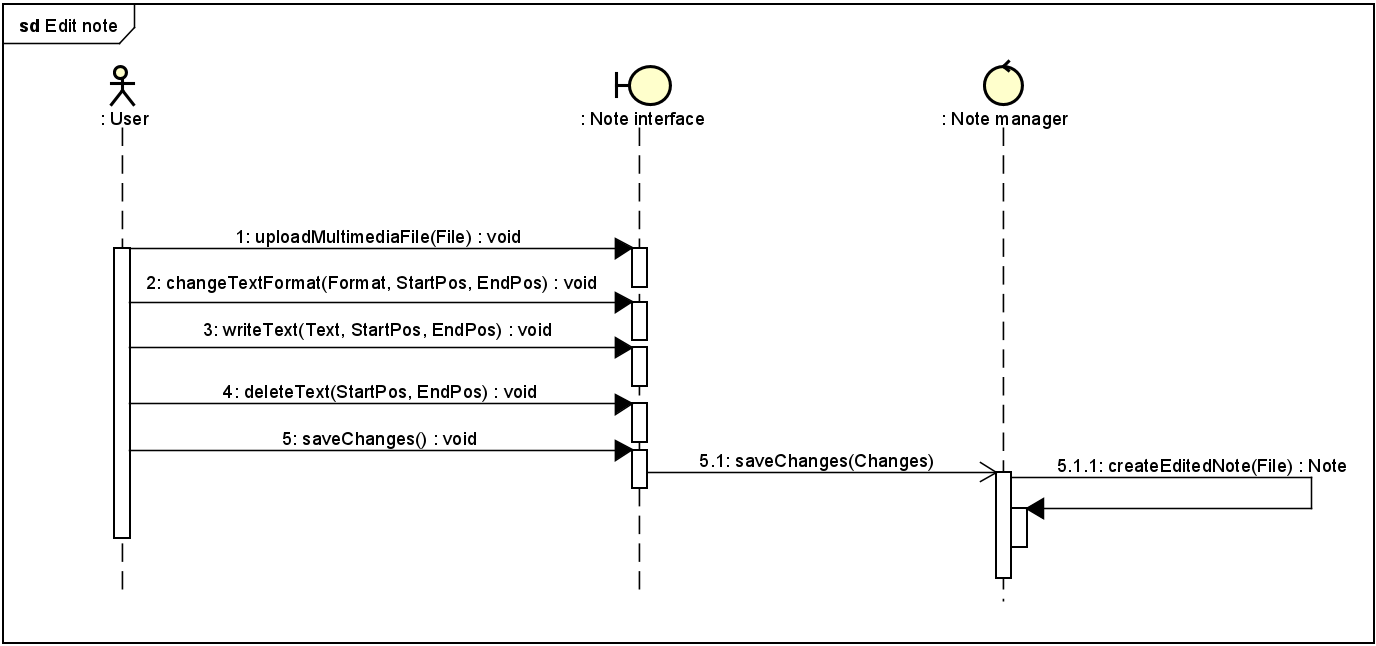 sd Edit note
: User
: Note interface
: Note manager
1: uploadMultimediaFile(File) : void
2: changeTextFormat(Format, StartPos, EndPos) : void
3: writeText(Text, StartPos, EndPos) : void
4: deleteText(StartPos, EndPos) : void
5: saveChanges() : void
5.1: saveChanges(Changes)
5.1.1: createEditedNote(File) : Note